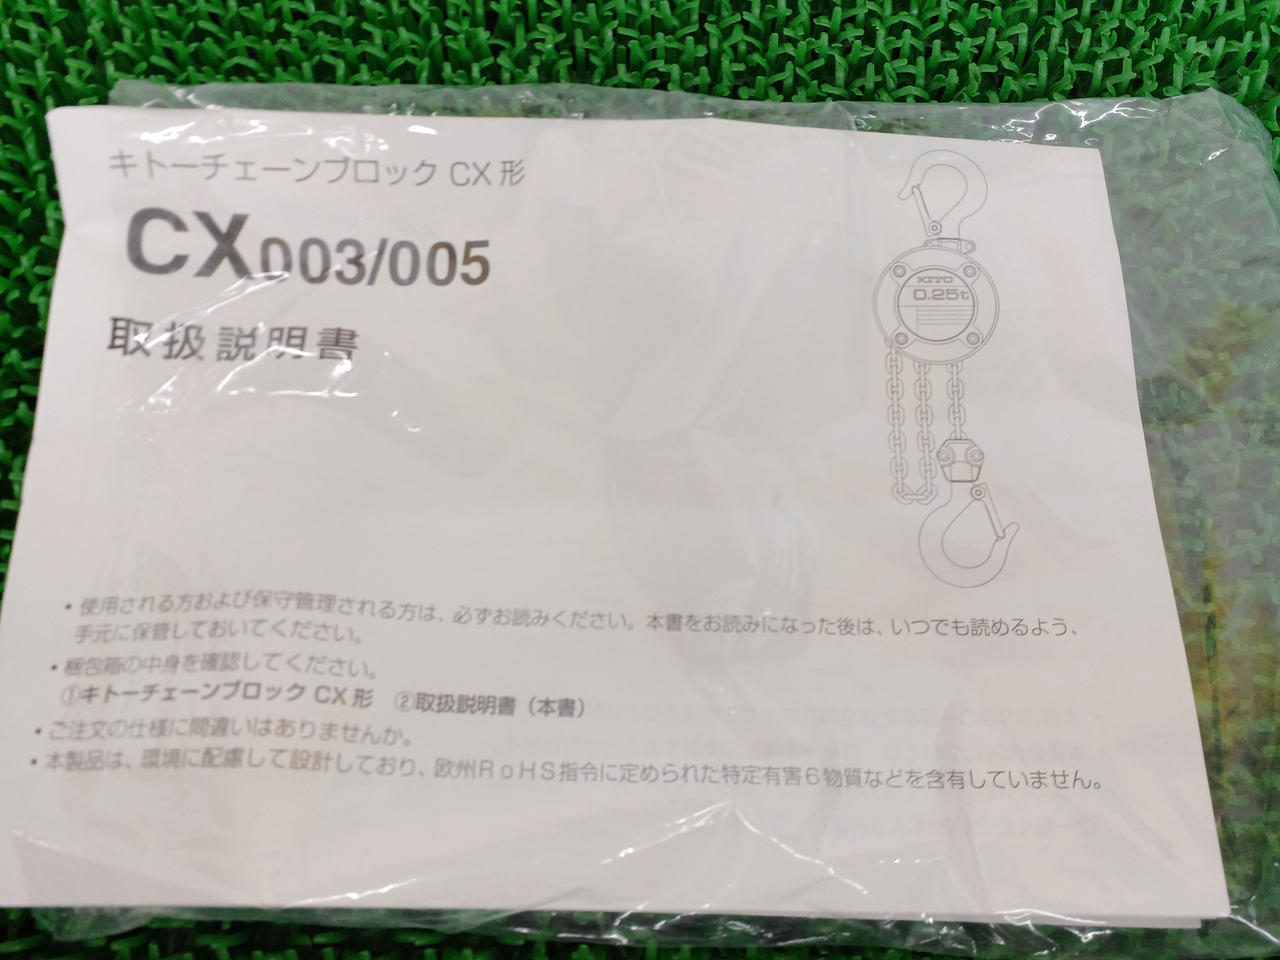 キトーチェーンブロック CX 形
CX003/005
取扱説明書
KITO
0.25t
・使用される方および保守管理される方は、必ずお読みください。本書をお読みになった後は、いつでも読めるよう、
手元に保管しておいてください。
・梱包箱の中身を確認してください。
①キトーチェーンブロック CX 形 ②取扱説明書（本書）
・ご注文の仕様に間違いはありませんか。
・本製品は、環境に配慮して設計しており、欧州RoHS指令に定められた特定有害6物質などを含有していません。